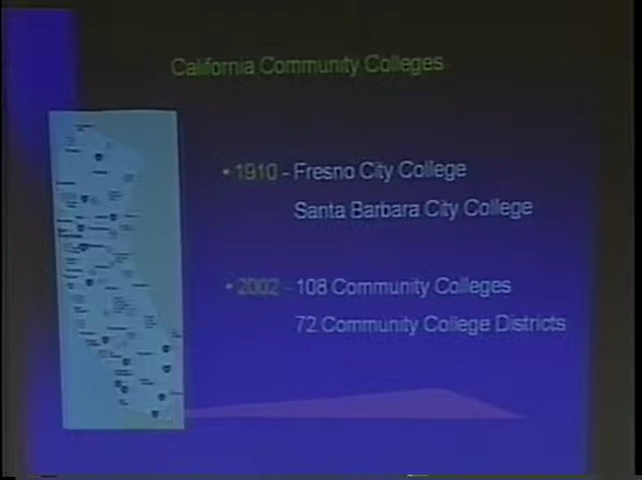 California Community Colleges
• 1910 - Fresno City College
Santa Barbara City College
• 2002 - 108 Community Colleges
72 Community College Districts